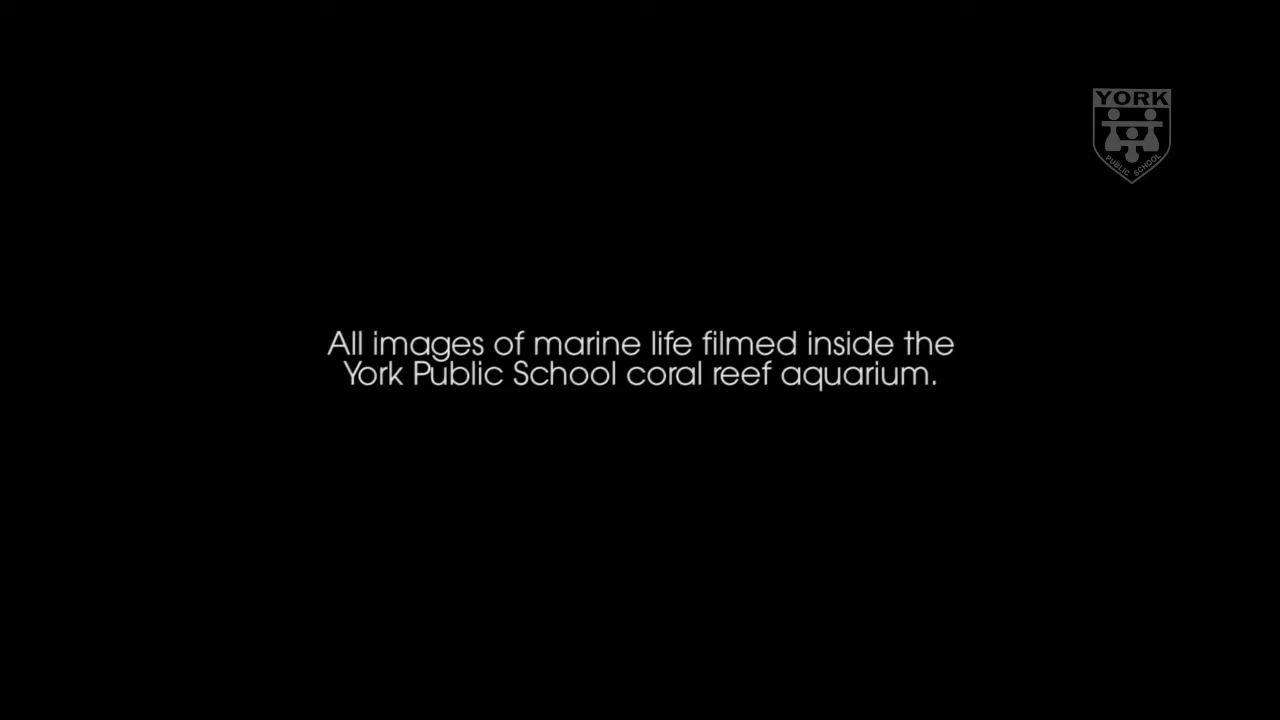 YORK
PUBLIC SCHOOL
All images of marine life filmed inside the
York Public School coral reef aquarium.